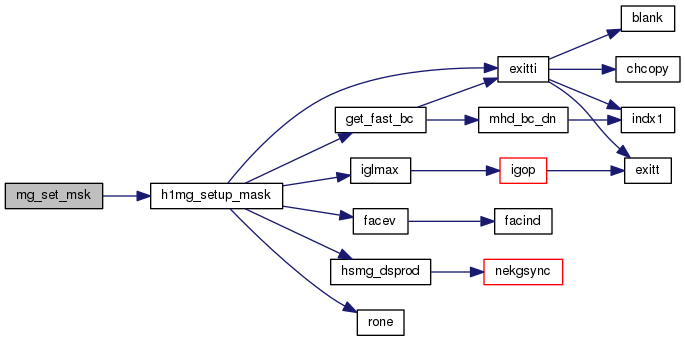 mg_set_msk
h1mg_setup_mask
exitti
get_fast_bc
iglmax
facev
hsmg_dsprod
rone
mhd_bc_dn
igop
facind
nekgsync
blank
chcopy
indx1
exitt